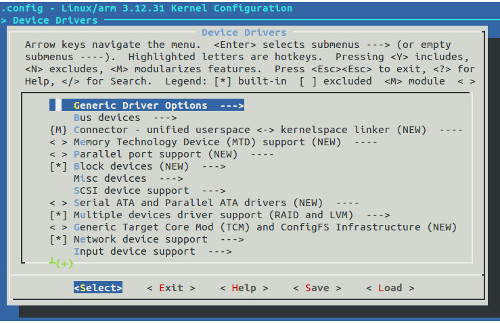 .config - Linux/arm 3.12.31 Kernel Configuration
> Device Drivers
Device Drivers
Arrow keys navigate the menu. <Enter> selects submenus ---> (or empty
submenus ----). Highlighted letters are hotkeys. Pressing <Y> includes,
<N> excludes, <M> modularizes features. Press <Esc><Esc> to exit, <?> for
Help, </> for Search. Legend: [*] built-in [ ] excluded <M> module < >
Generic Driver Options --->
Bus devices --->
{M} Connector - unified userspace <-> kernelspace linker (NEW) ----
< > Memory Technology Device (MTD) support (NEW) ----
< > Parallel port support (NEW) ----
[*] Block devices (NEW) --->
Misc devices --->
SCSI device support --->
< > Serial ATA and Parallel ATA drivers (NEW) ----
[*] Multiple devices driver support (RAID and LVM) --->
< > Generic Target Core Mod (TCM) and ConfigFS Infrastructure (NEW)
[*] Network device support --->
Input device support --->
(+)
<Select> < Exit > < Help > < Save > < Load >